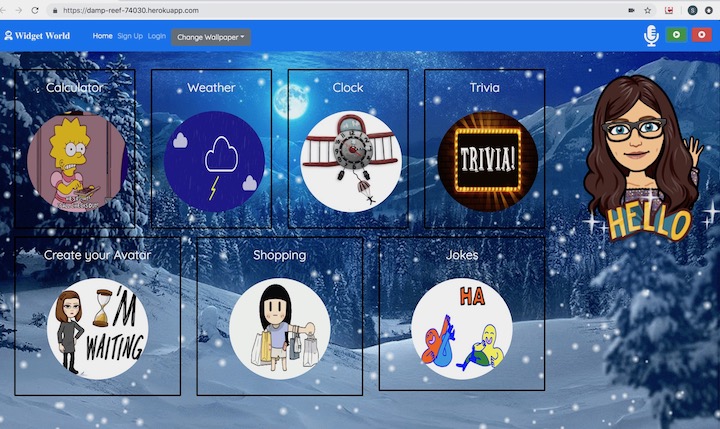 https://damp-reef-74030.herokuapp.com
Widget World
Home
Sign Up
Login
Change Wallpaper
Calculator
Weather
Clock
Trivia
TRIVIA!
HELLO
Create your Avatar
Shopping
Jokes
I'M
WAITING
HA